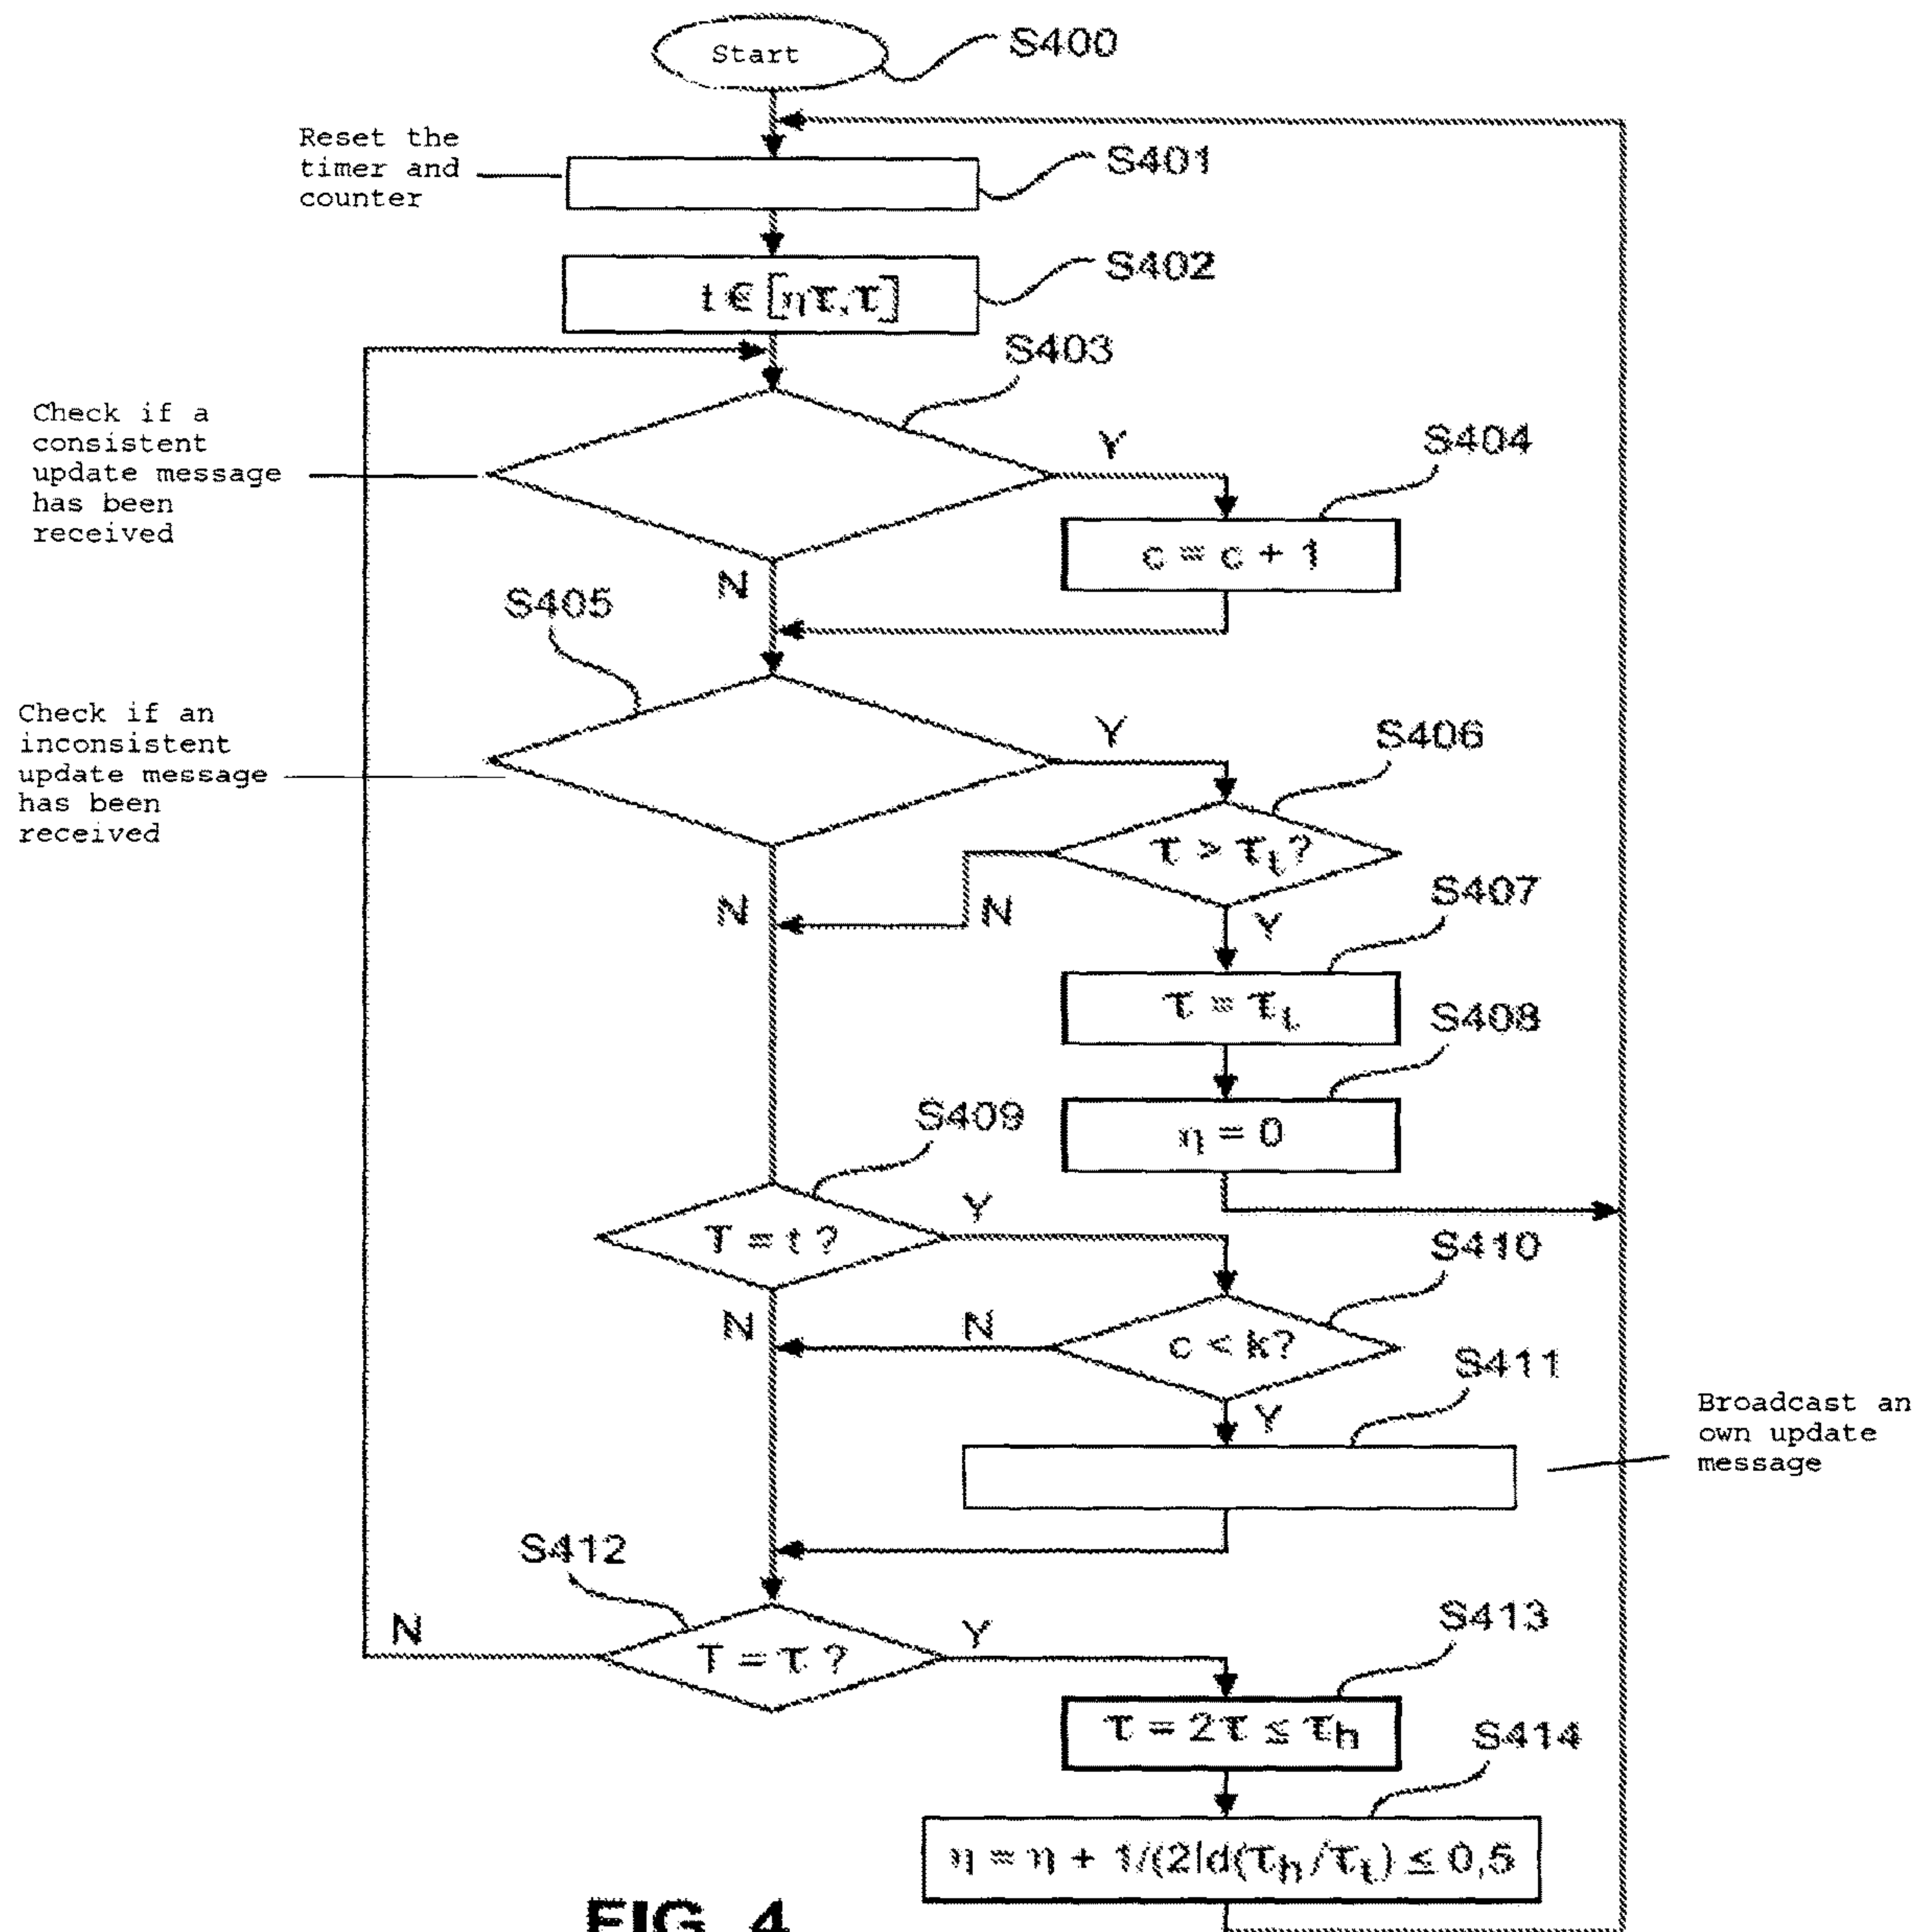 Start
S400
Reset the
timer and
counter
S401
S402
t ∈ [ητ, τ]
S403
Check if a
consistent
update message
has been
received
Y
S404
c = c + 1
N
S405
Check if an
inconsistent
update message
has been
received
Y
S406
τ > τl?
N
N
S407
Y
τ = τl
S408
η = 0
S409
T = t ?
Y
S410
N
N
c < k?
S411
Y
Broadcast an
own update
message
S412
N
T = τ ?
Y
S413
τ = 2τ ≤ τh
S414
η = η + 1/(2ld(τh/τl) ≤ 0,5
FIG. 4